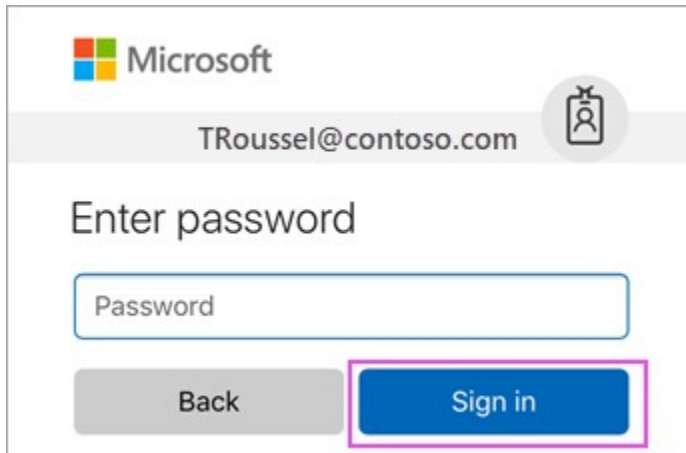 Microsoft
TRoussel@contoso.com
Enter password
Password
Back
Sign in